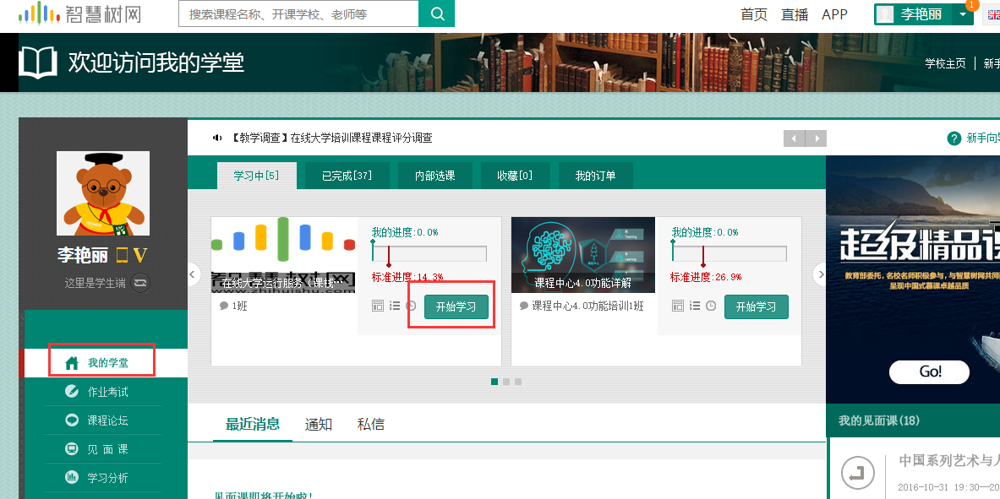 智慧树网
搜索课程名称、开课学校、老师等
首页 直播 APP
李艳丽
1
欢迎访问我的学堂
学校主页
新手
【教学调查】在线大学培训课程课程评分调查
新手向导
学习中[5]
已完成[37]
内部选课
收藏[0]
我的订单
李艳丽
这里是学生端
我的学堂
作业考试
课程论坛
见 面 课
学习分析
在线大学运行服务（课栈…
1班
我的进度:0.0%
标准进度:14.3%
开始学习
课程中心4.0功能详解
课程中心4.0功能培训1班
我的进度:0.0%
标准进度:26.9%
开始学习
超级精品课
教育部委托，名校名师积极参与，与智慧树网共同
呈现中国式慕课卓越品质
Go!
最近消息
通知
私信
见面课即将开始啦！
我的见面课(18)
中国系列艺术与人
2016-10-31 19:30—20